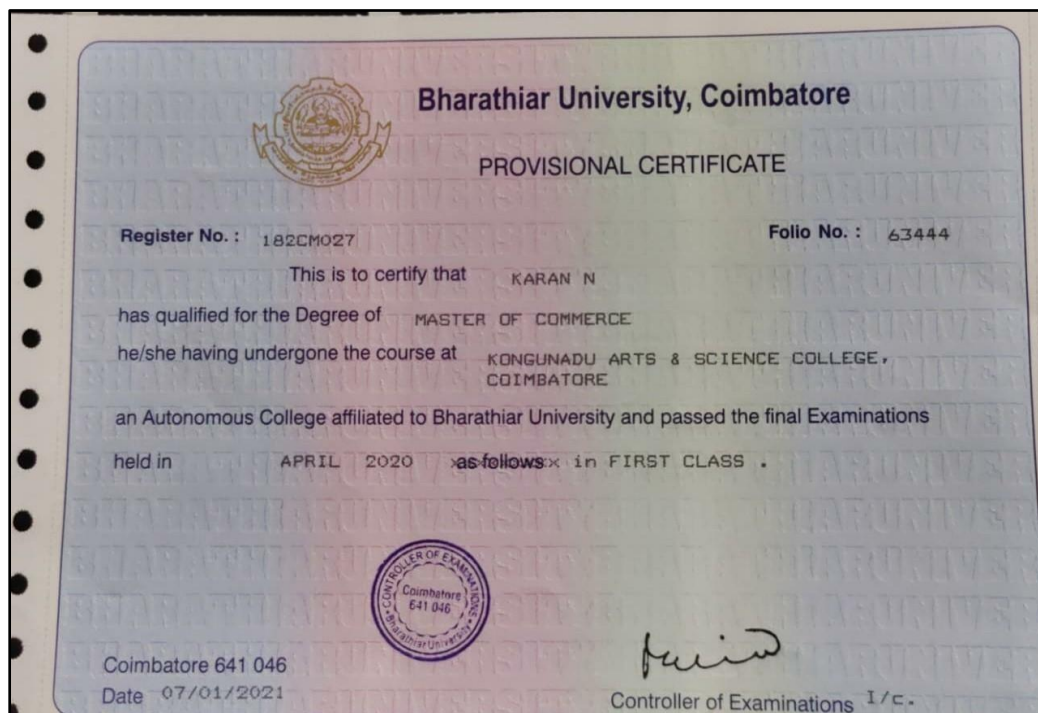 Bharathiar University, Coimbatore
PROVISIONAL CERTIFICATE
Register No. : 182CM027 Folio No. : 63444
This is to certify that KARAN N
has qualified for the Degree of MASTER OF COMMERCE
he/she having undergone the course at KONGUNADU ARTS & SCIENCE COLLEGE,
COIMBATORE
an Autonomous College affiliated to Bharathiar University and passed the final Examinations
held in APRIL 2020 as follows: in FIRST CLASS .
CONTROLLER OF EXAMINATIONS
Coimbatore
641 046
Bharathiar University
Coimbatore 641 046
Date 07/01/2021
Controller of Examinations I/c.